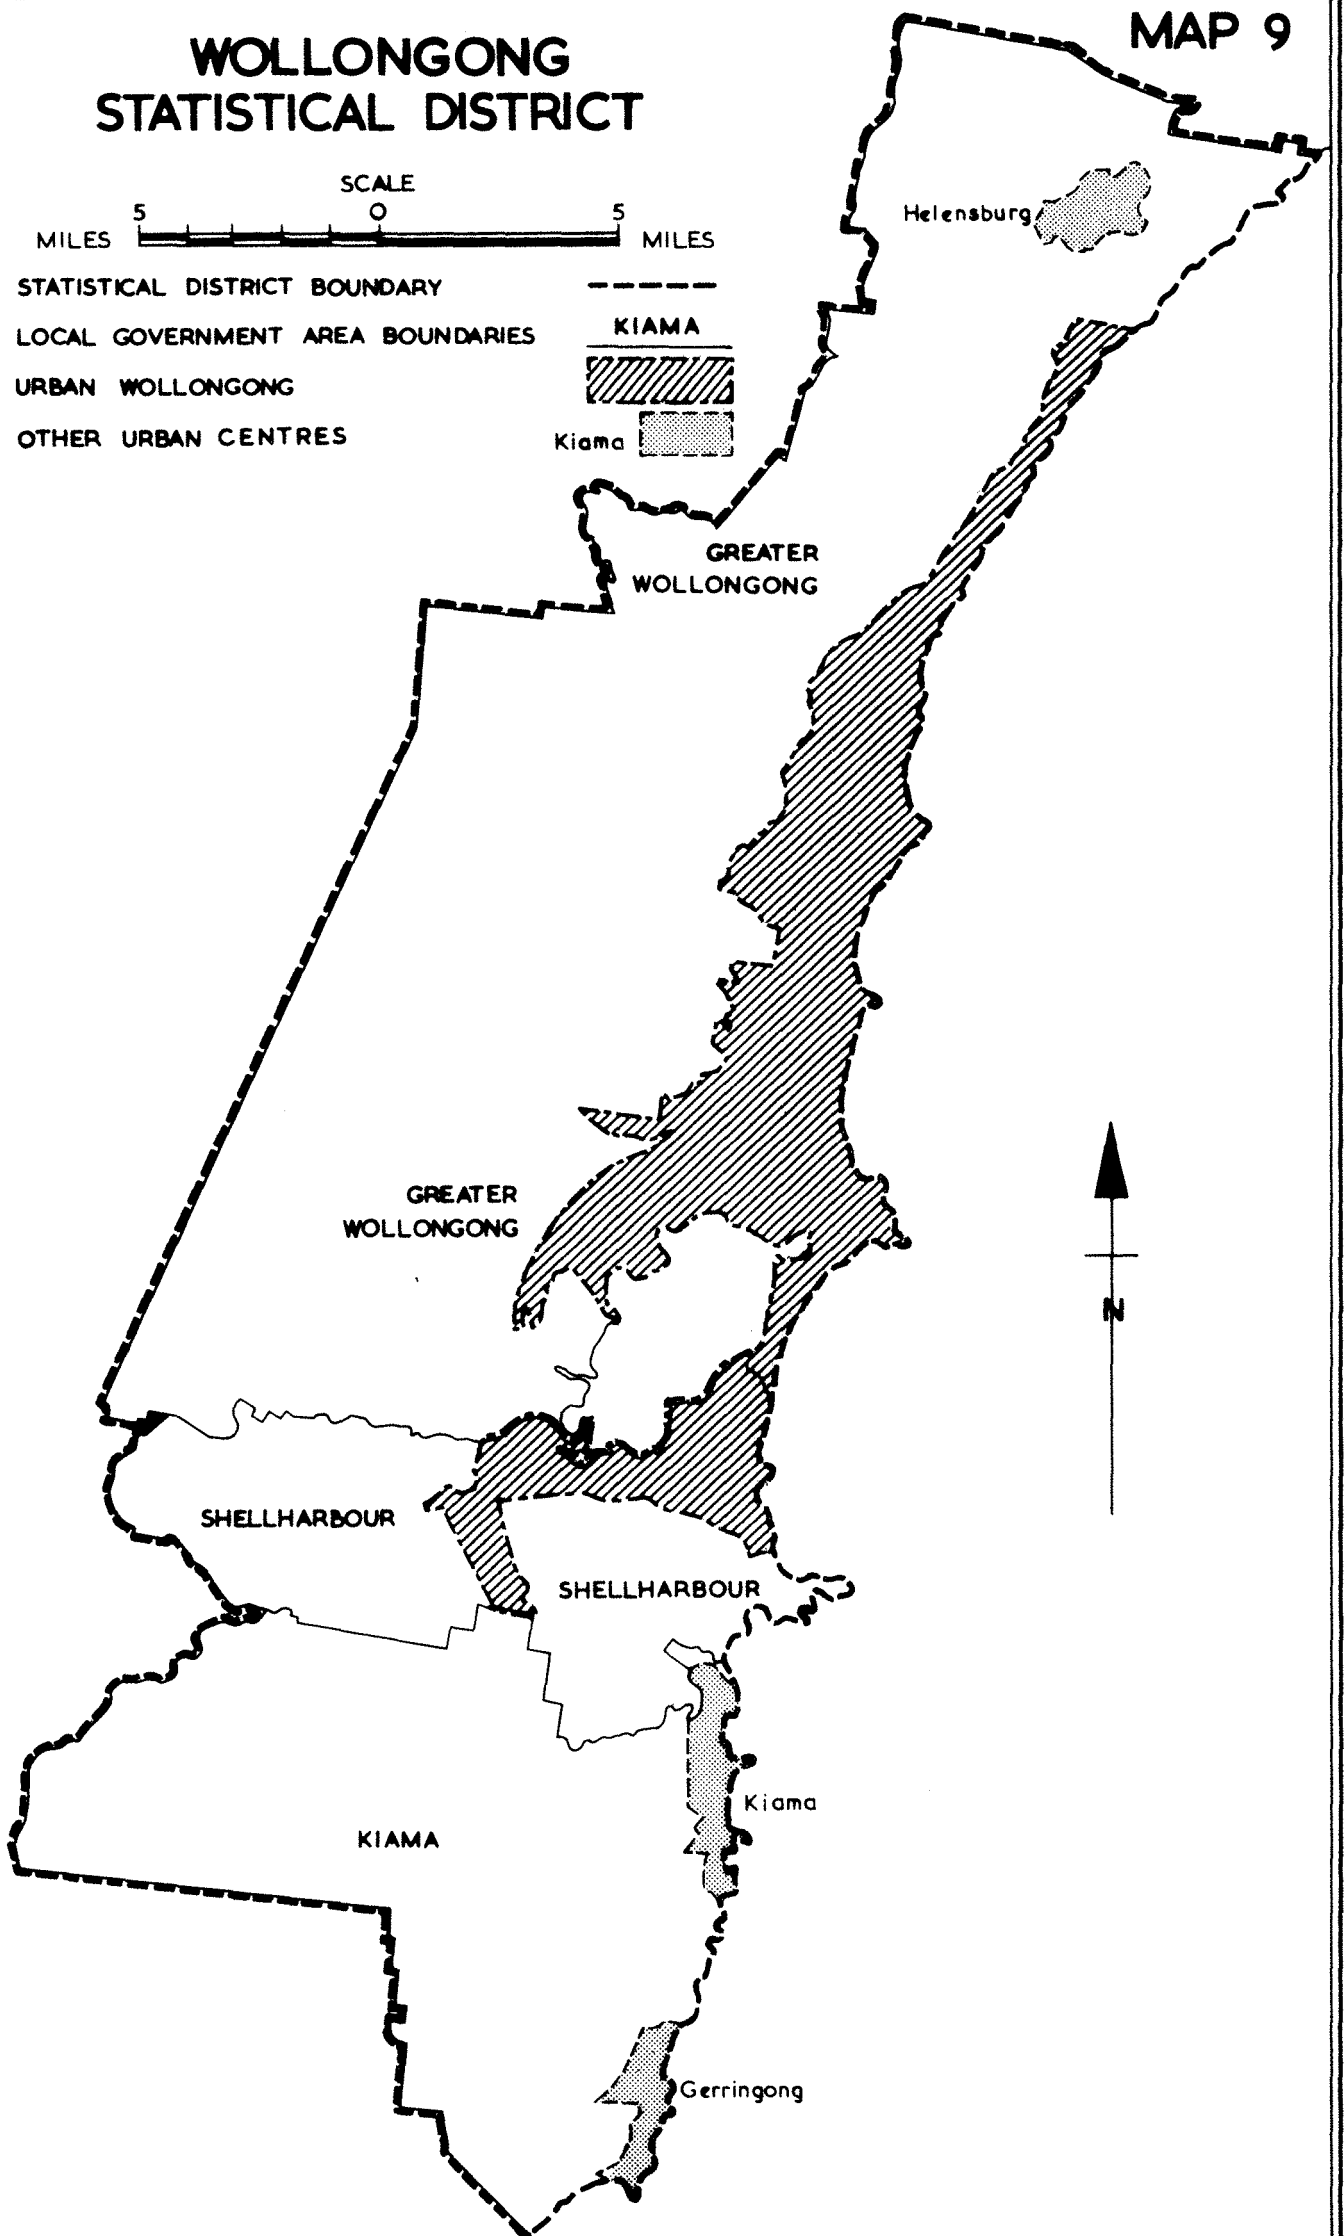 MAP 9
WOLLONGONG
STATISTICAL DISTRICT
SCALE
5 0 5
MILES MILES
STATISTICAL DISTRICT BOUNDARY
LOCAL GOVERNMENT AREA BOUNDARIES KIAMA
URBAN WOLLONGONG
OTHER URBAN CENTRES Kiama
Helensburg
GREATER
WOLLONGONG
GREATER
WOLLONGONG
N
SHELLHARBOUR
SHELLHARBOUR
Kiama
KIAMA
Gerringong